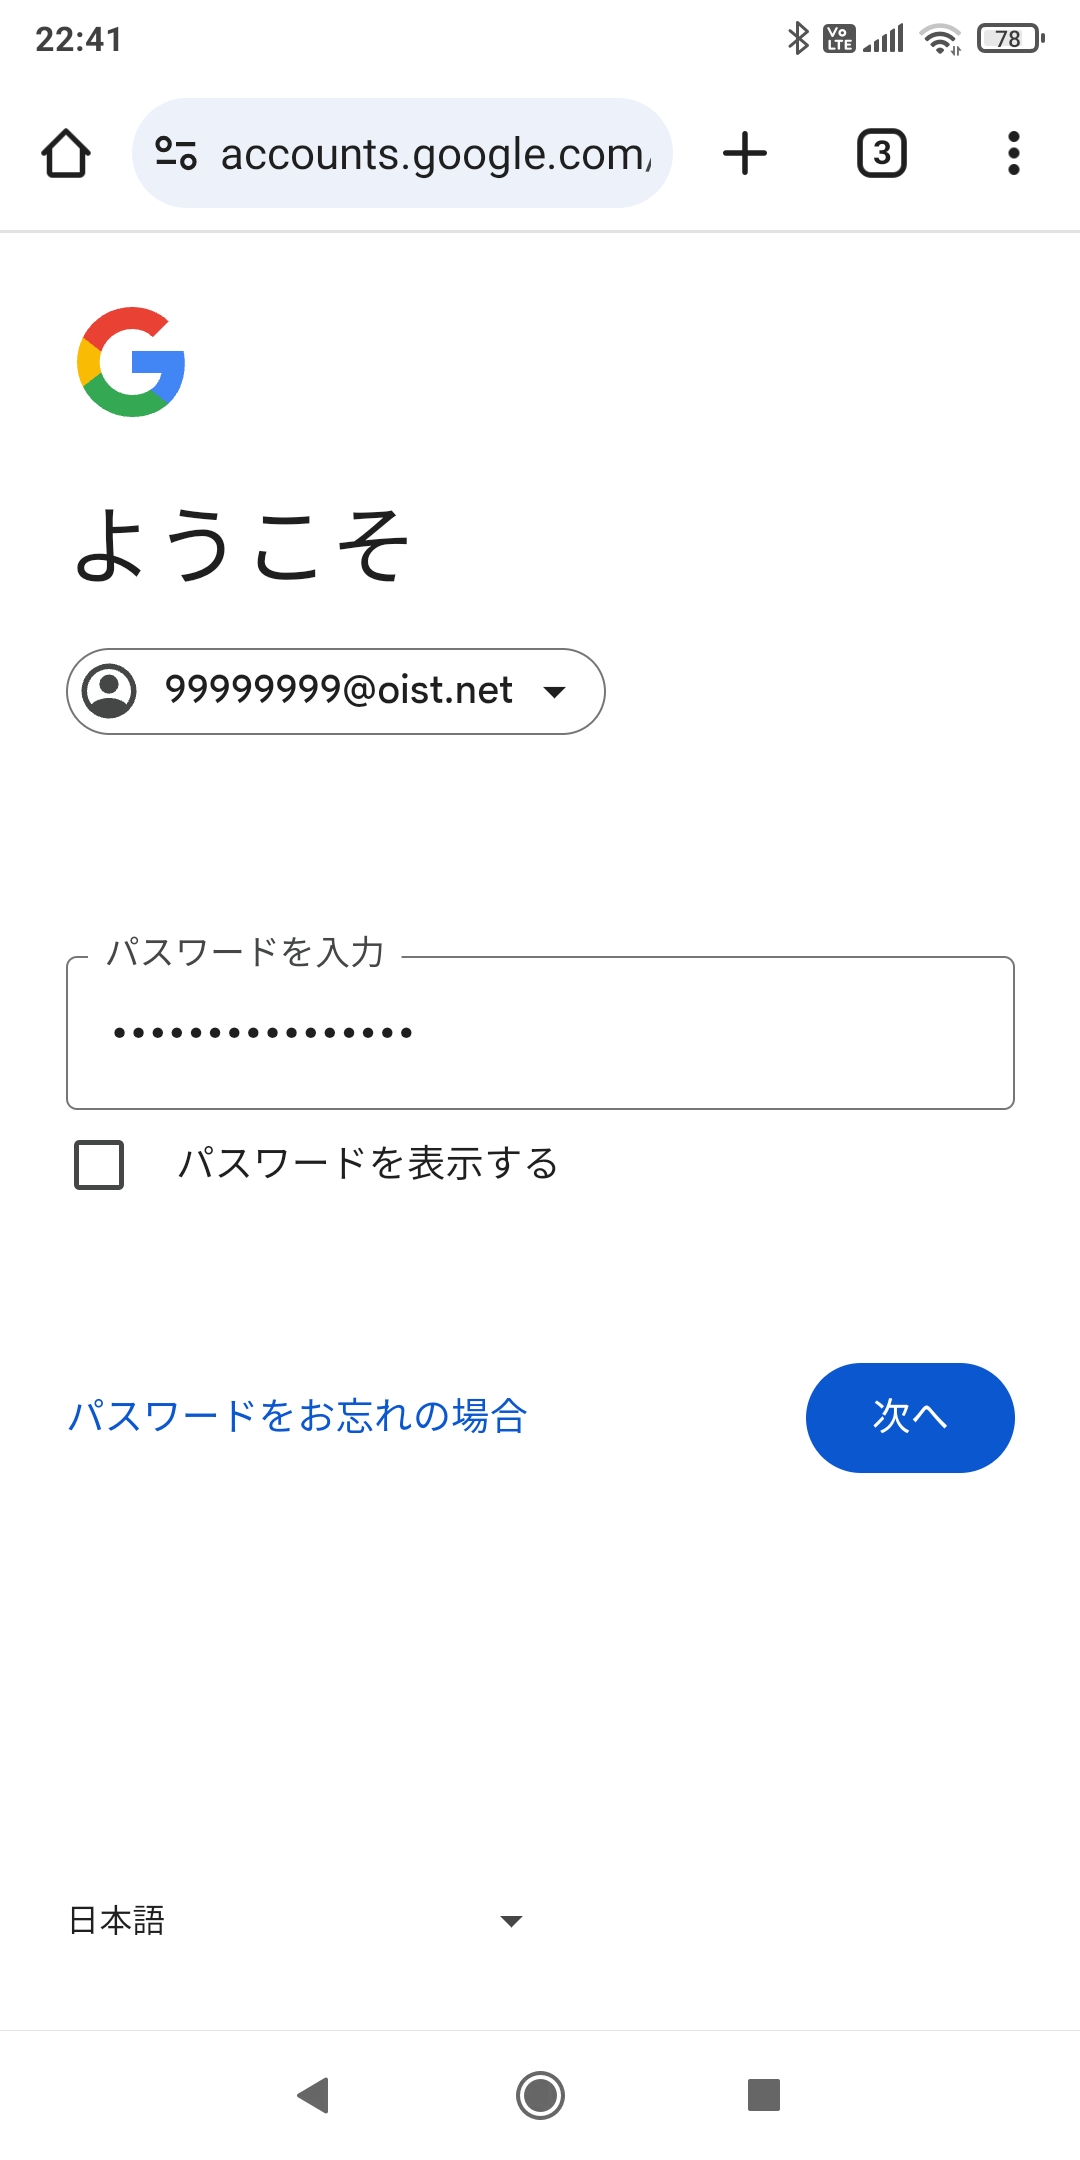 22:41
Vo LTE
78
accounts.google.com/
3
ようこそ
99999999@oist.net
パスワードを入力
••••••••••••••••
パスワードを表示する
パスワードをお忘れの場合
次へ
日本語